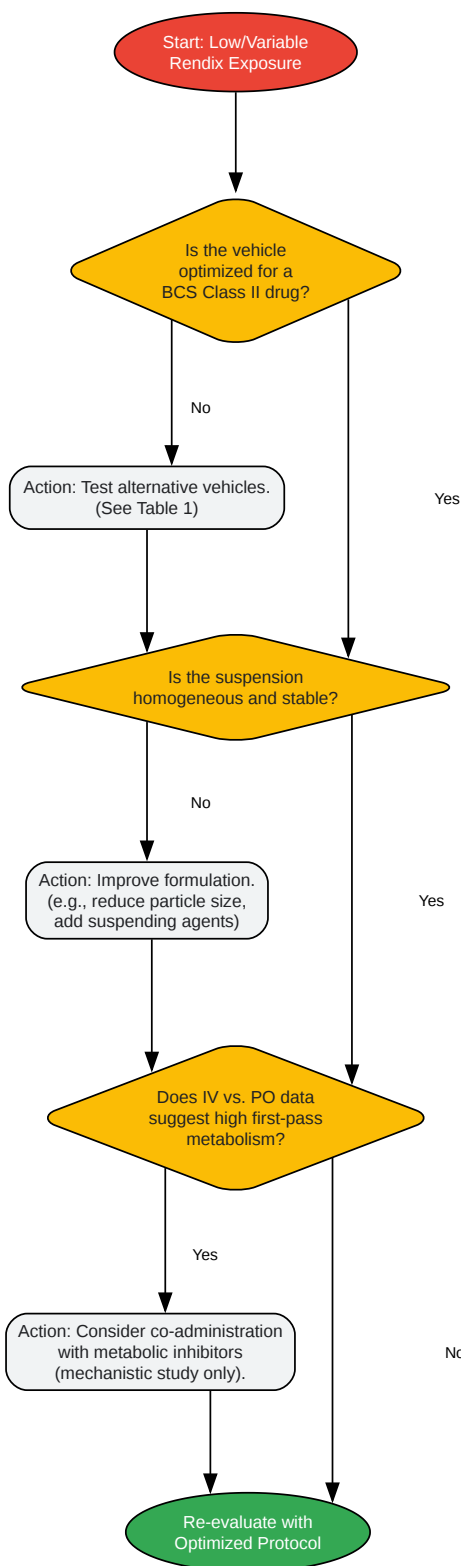 Start: Low/Variable
Rendix Exposure
Is the vehicle
optimized for a
BCS Class II drug?
No
Action: Test alternative vehicles.
(See Table 1)
Yes
Is the suspension
homogeneous and stable?
No
Action: Improve formulation.
(e.g., reduce particle size,
add suspending agents)
Yes
Does IV vs. PO data
suggest high first-pass
metabolism?
Yes
Action: Consider co-administration
with metabolic inhibitors
(mechanistic study only).
No
Re-evaluate with
Optimized Protocol